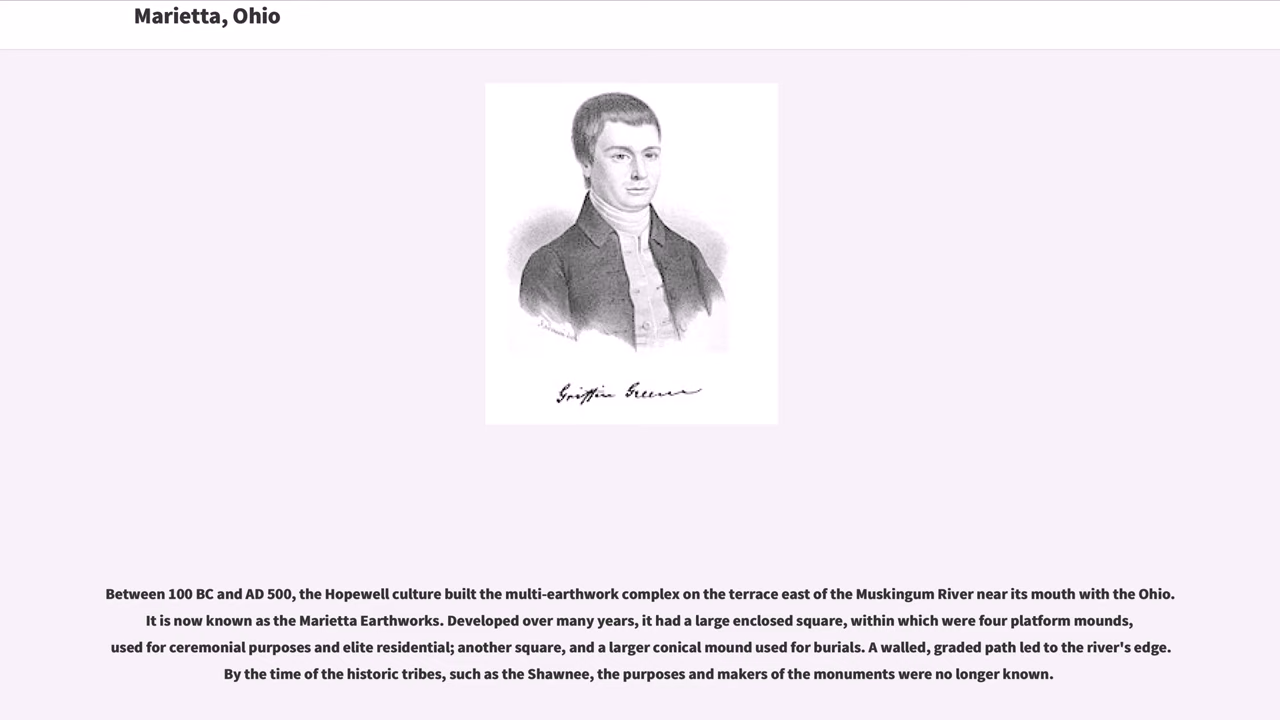 Marietta, Ohio
Griffin Greene
Between 100 BC and AD 500, the Hopewell culture built the multi-earthwork complex on the terrace east of the Muskingum River near its mouth with the Ohio.
It is now known as the Marietta Earthworks. Developed over many years, it had a large enclosed square, within which were four platform mounds,
used for ceremonial purposes and elite residential; another square, and a larger conical mound used for burials. A walled, graded path led to the river's edge.
By the time of the historic tribes, such as the Shawnee, the purposes and makers of the monuments were no longer known.